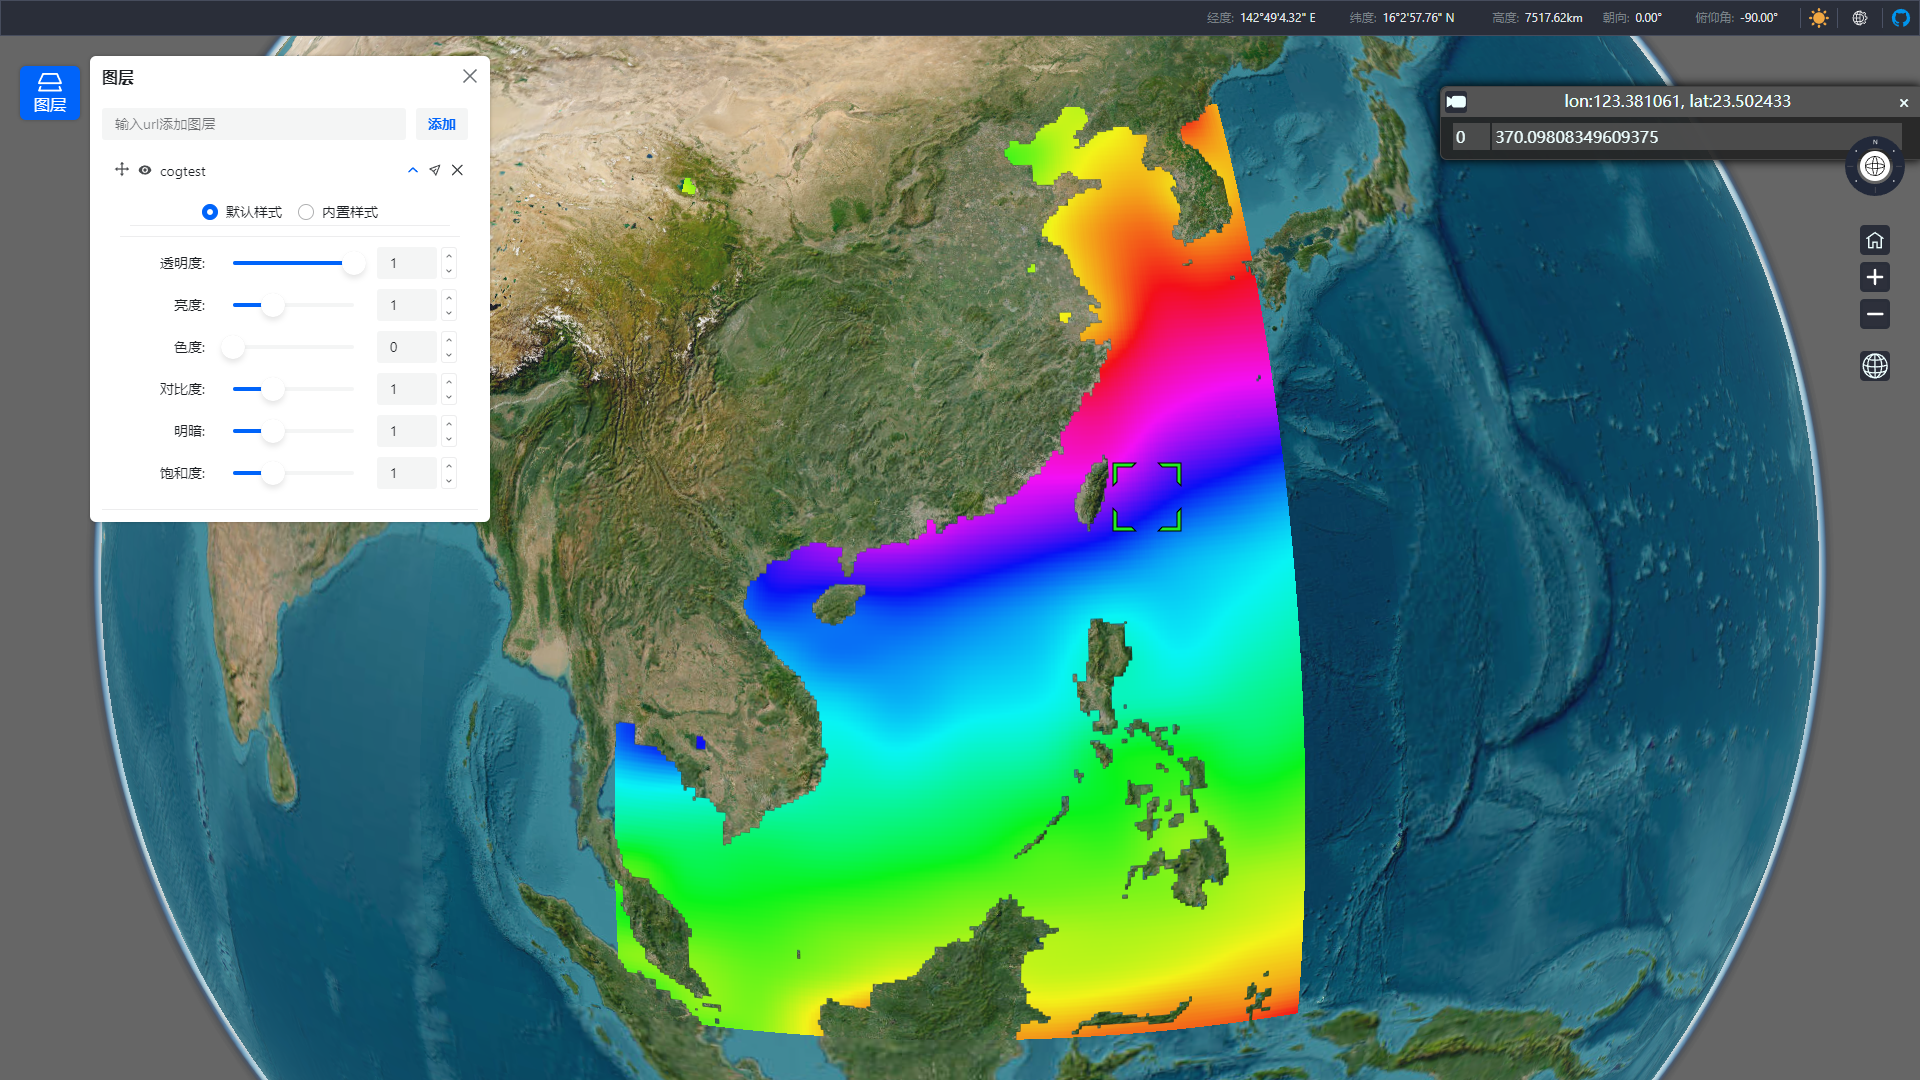 经度: 142°49'4.32" E 纬度: 16°2'57.76" N 高度: 7517.62km 朝向: 0.00° 俯仰角: -90.00°
图层
图层
输入url添加图层 添加
cogtest
默认样式 内置样式
透明度: 1
亮度: 1
色度: 0
对比度: 1
明暗: 1
饱和度: 1
lon:123.381061, lat:23.502433
0 370.09808349609375
N